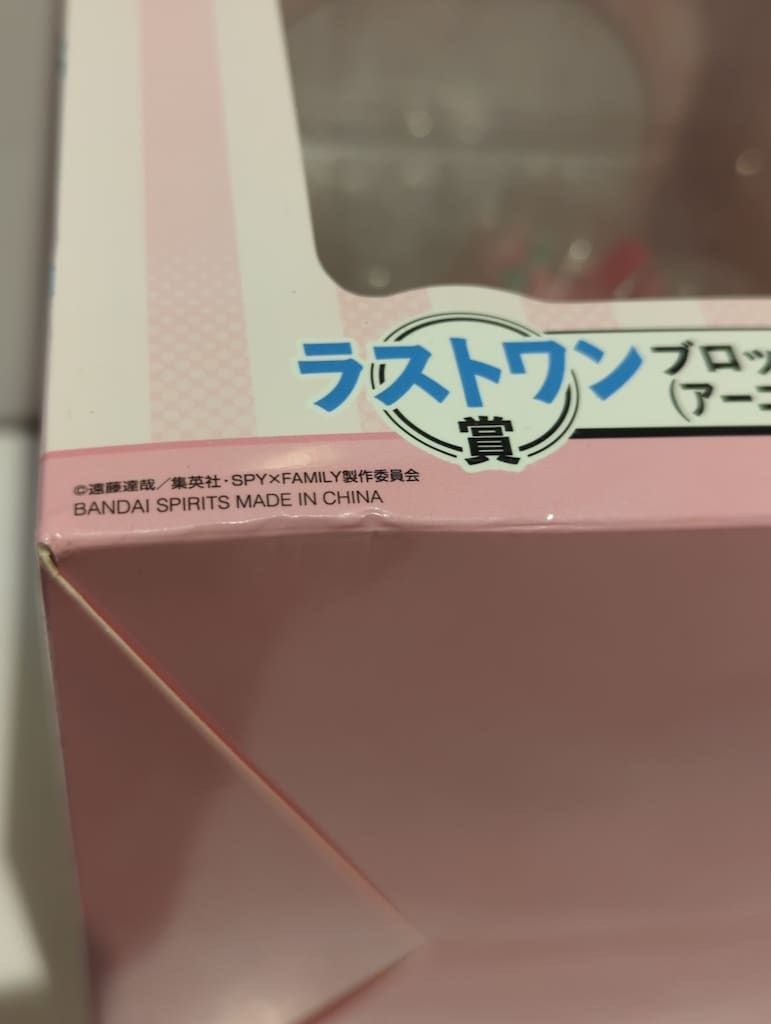 ラストワン賞
ブロッ
(アーニ
©遠藤達哉／集英社・SPY×FAMILY製作委員会
BANDAI SPIRITS MADE IN CHINA